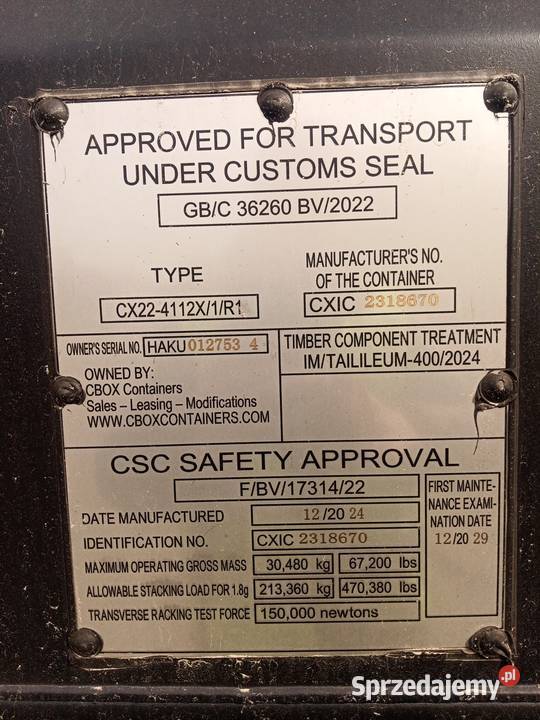 APPROVED FOR TRANSPORT
UNDER CUSTOMS SEAL
GB/C 36260 BV/2022
TYPE
CX22-4112X/1/R1
MANUFACTURER'S NO.
OF THE CONTAINER
CXIC 2318670
OWNER'S SERIAL NO. HAKU 012753 4
OWNED BY:
CBOX Containers
Sales – Leasing – Modifications
WWW.CBOXCONTAINERS.COM
TIMBER COMPONENT TREATMENT
IM/TAILILEUM-400/2024
CSC SAFETY APPROVAL
F/BV/17314/22
DATE MANUFACTURED 12/20 24
IDENTIFICATION NO. CXIC 2318670
MAXIMUM OPERATING GROSS MASS 30,480 kg 67,200 lbs
ALLOWABLE STACKING LOAD FOR 1.8g 213,360 kg 470,380 lbs
TRANSVERSE RACKING TEST FORCE 150,000 newtons
FIRST MAINTE-
NANCE EXAMI-
NATION DATE
12/20 29
Sprzedajemy.pl